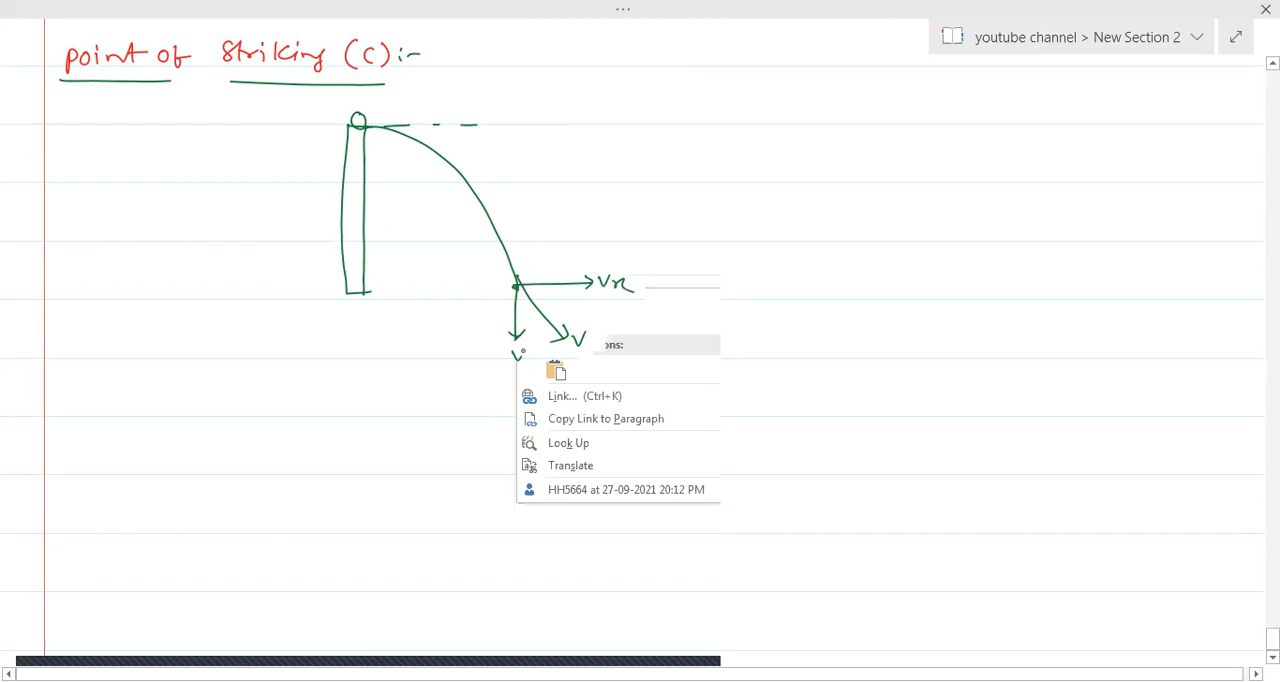 youtube channel > New Section 2
point of Striking (C) :-
Vx
V
V
ons:
Link... (Ctrl+K)
Copy Link to Paragraph
Look Up
Translate
HH5664 at 27-09-2021 20:12 PM